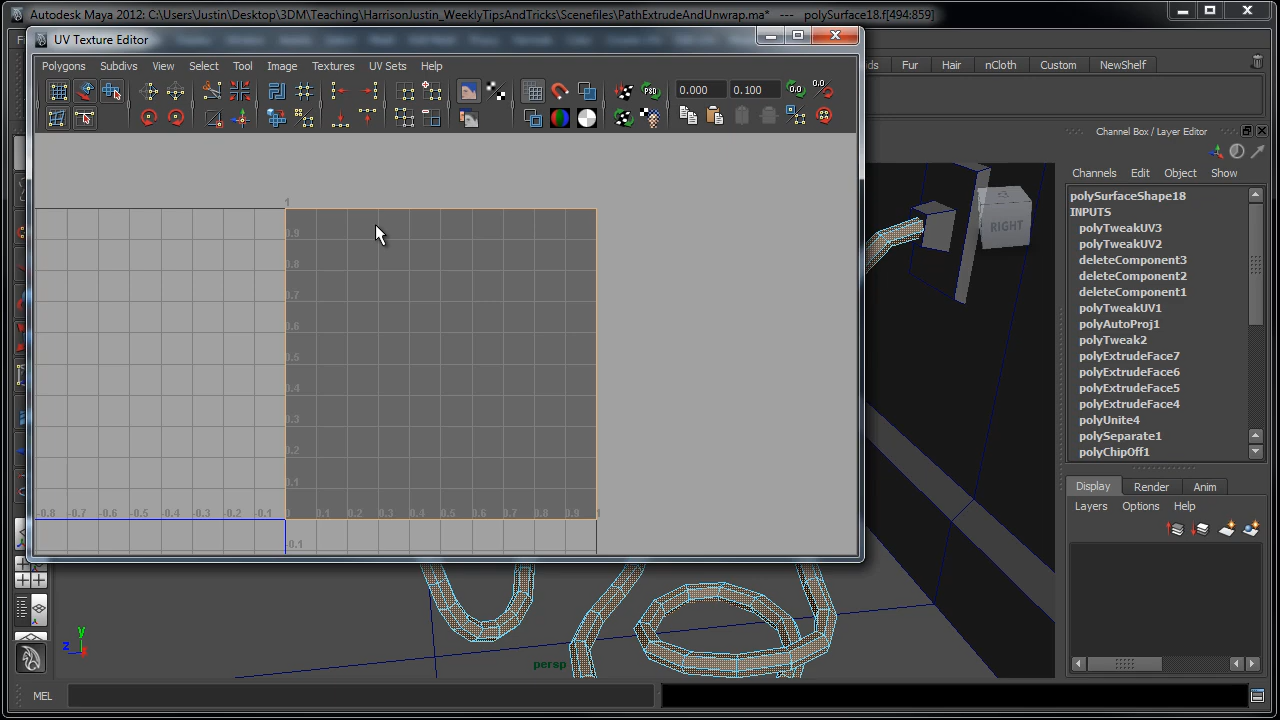 Autodesk Maya 2012: C:\Users\Justin\Desktop\3DM\Teaching\HarrisonJustin_WeeklyTipsAndTricks\Scenefiles\PathExtrudeAndUnwrap.ma* --- polySurface18.f[494:859]
UV Texture Editor
Polygons Subdivs View Select Tool Image Textures UV Sets Help
Fur Hair nCloth Custom NewShelf
0.000 0.100
Channel Box / Layer Editor
Channels Edit Object Show
polySurfaceShape18
INPUTS
polyTweakUV3
polyTweakUV2
deleteComponent3
deleteComponent2
deleteComponent1
polyTweakUV1
polyAutoProj1
polyTweak2
polyExtrudeFace7
polyExtrudeFace6
polyExtrudeFace5
polyExtrudeFace4
polyUnite4
polySeparate1
polyChipOff1
RIGHT
1
0.9
0.8
0.7
0.6
0.5
0.4
0.3
0.2
0.1
-0.8 -0.7 -0.6 -0.5 -0.4 -0.3 -0.2 -0.1 0 0.1 0.2 0.3 0.4 0.5 0.6 0.7 0.8 0.9 1
-0.1
Display Render Anim
Layers Options Help
y
z
x
persp
MEL